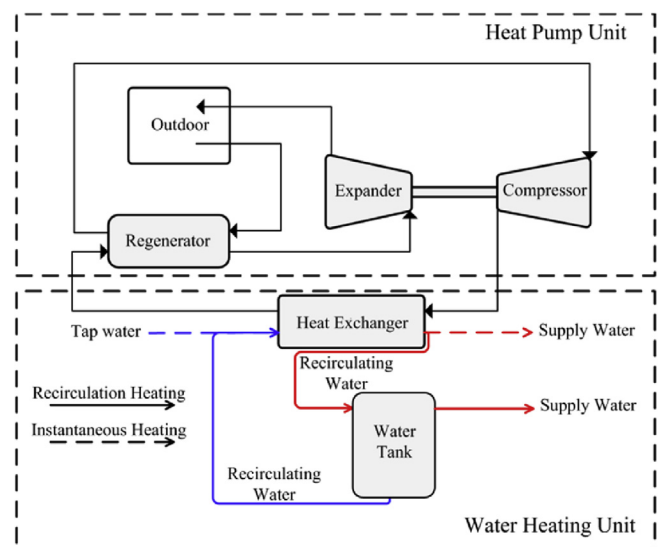 Heat Pump Unit
Outdoor
Expander
Compressor
Regenerator
Heat Exchanger
Tap water
Supply Water
Recirculating
Water
Recirculation Heating
Supply Water
Instantaneous Heating
Water
Tank
Recirculating
Water
Water Heating Unit